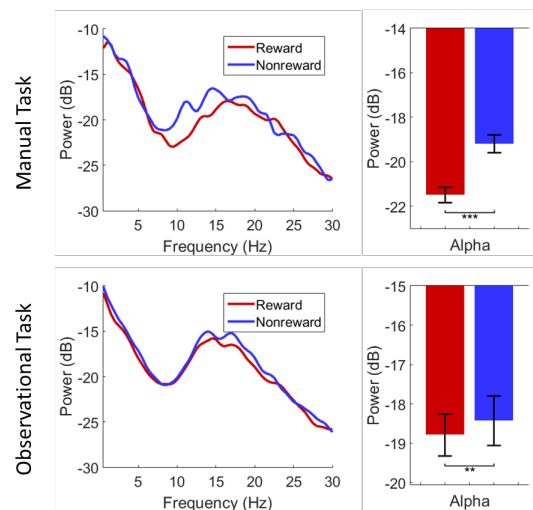 Manual Task
-10
-15
-20
-25
-30
Power (dB)
5
10
15
20
25
30
Frequency (Hz)
Reward
Nonreward
-14
-16
-18
-20
-22
Power (dB)
***
Alpha
Observational Task
-10
-15
-20
-25
-30
Power (dB)
5
10
15
20
25
30
Frequency (Hz)
Reward
Nonreward
-15
-16
-17
-18
-19
-20
Power (dB)
**
Alpha